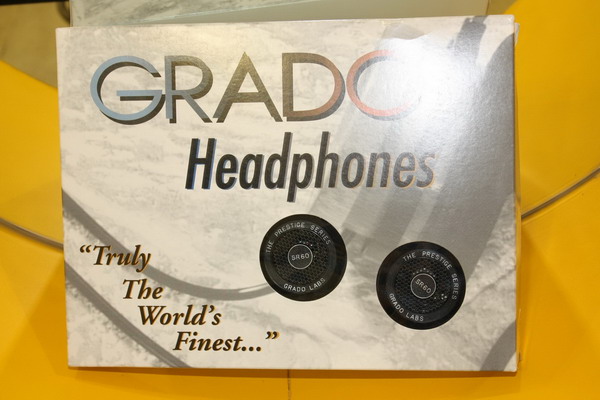 GRADO
Headphones
"Truly
The
World's
Finest..."
THE PRESTIGE SERIES
SR60
GRADO LABS
THE PRESTIGE SERIES
SR60
GRADO LABS